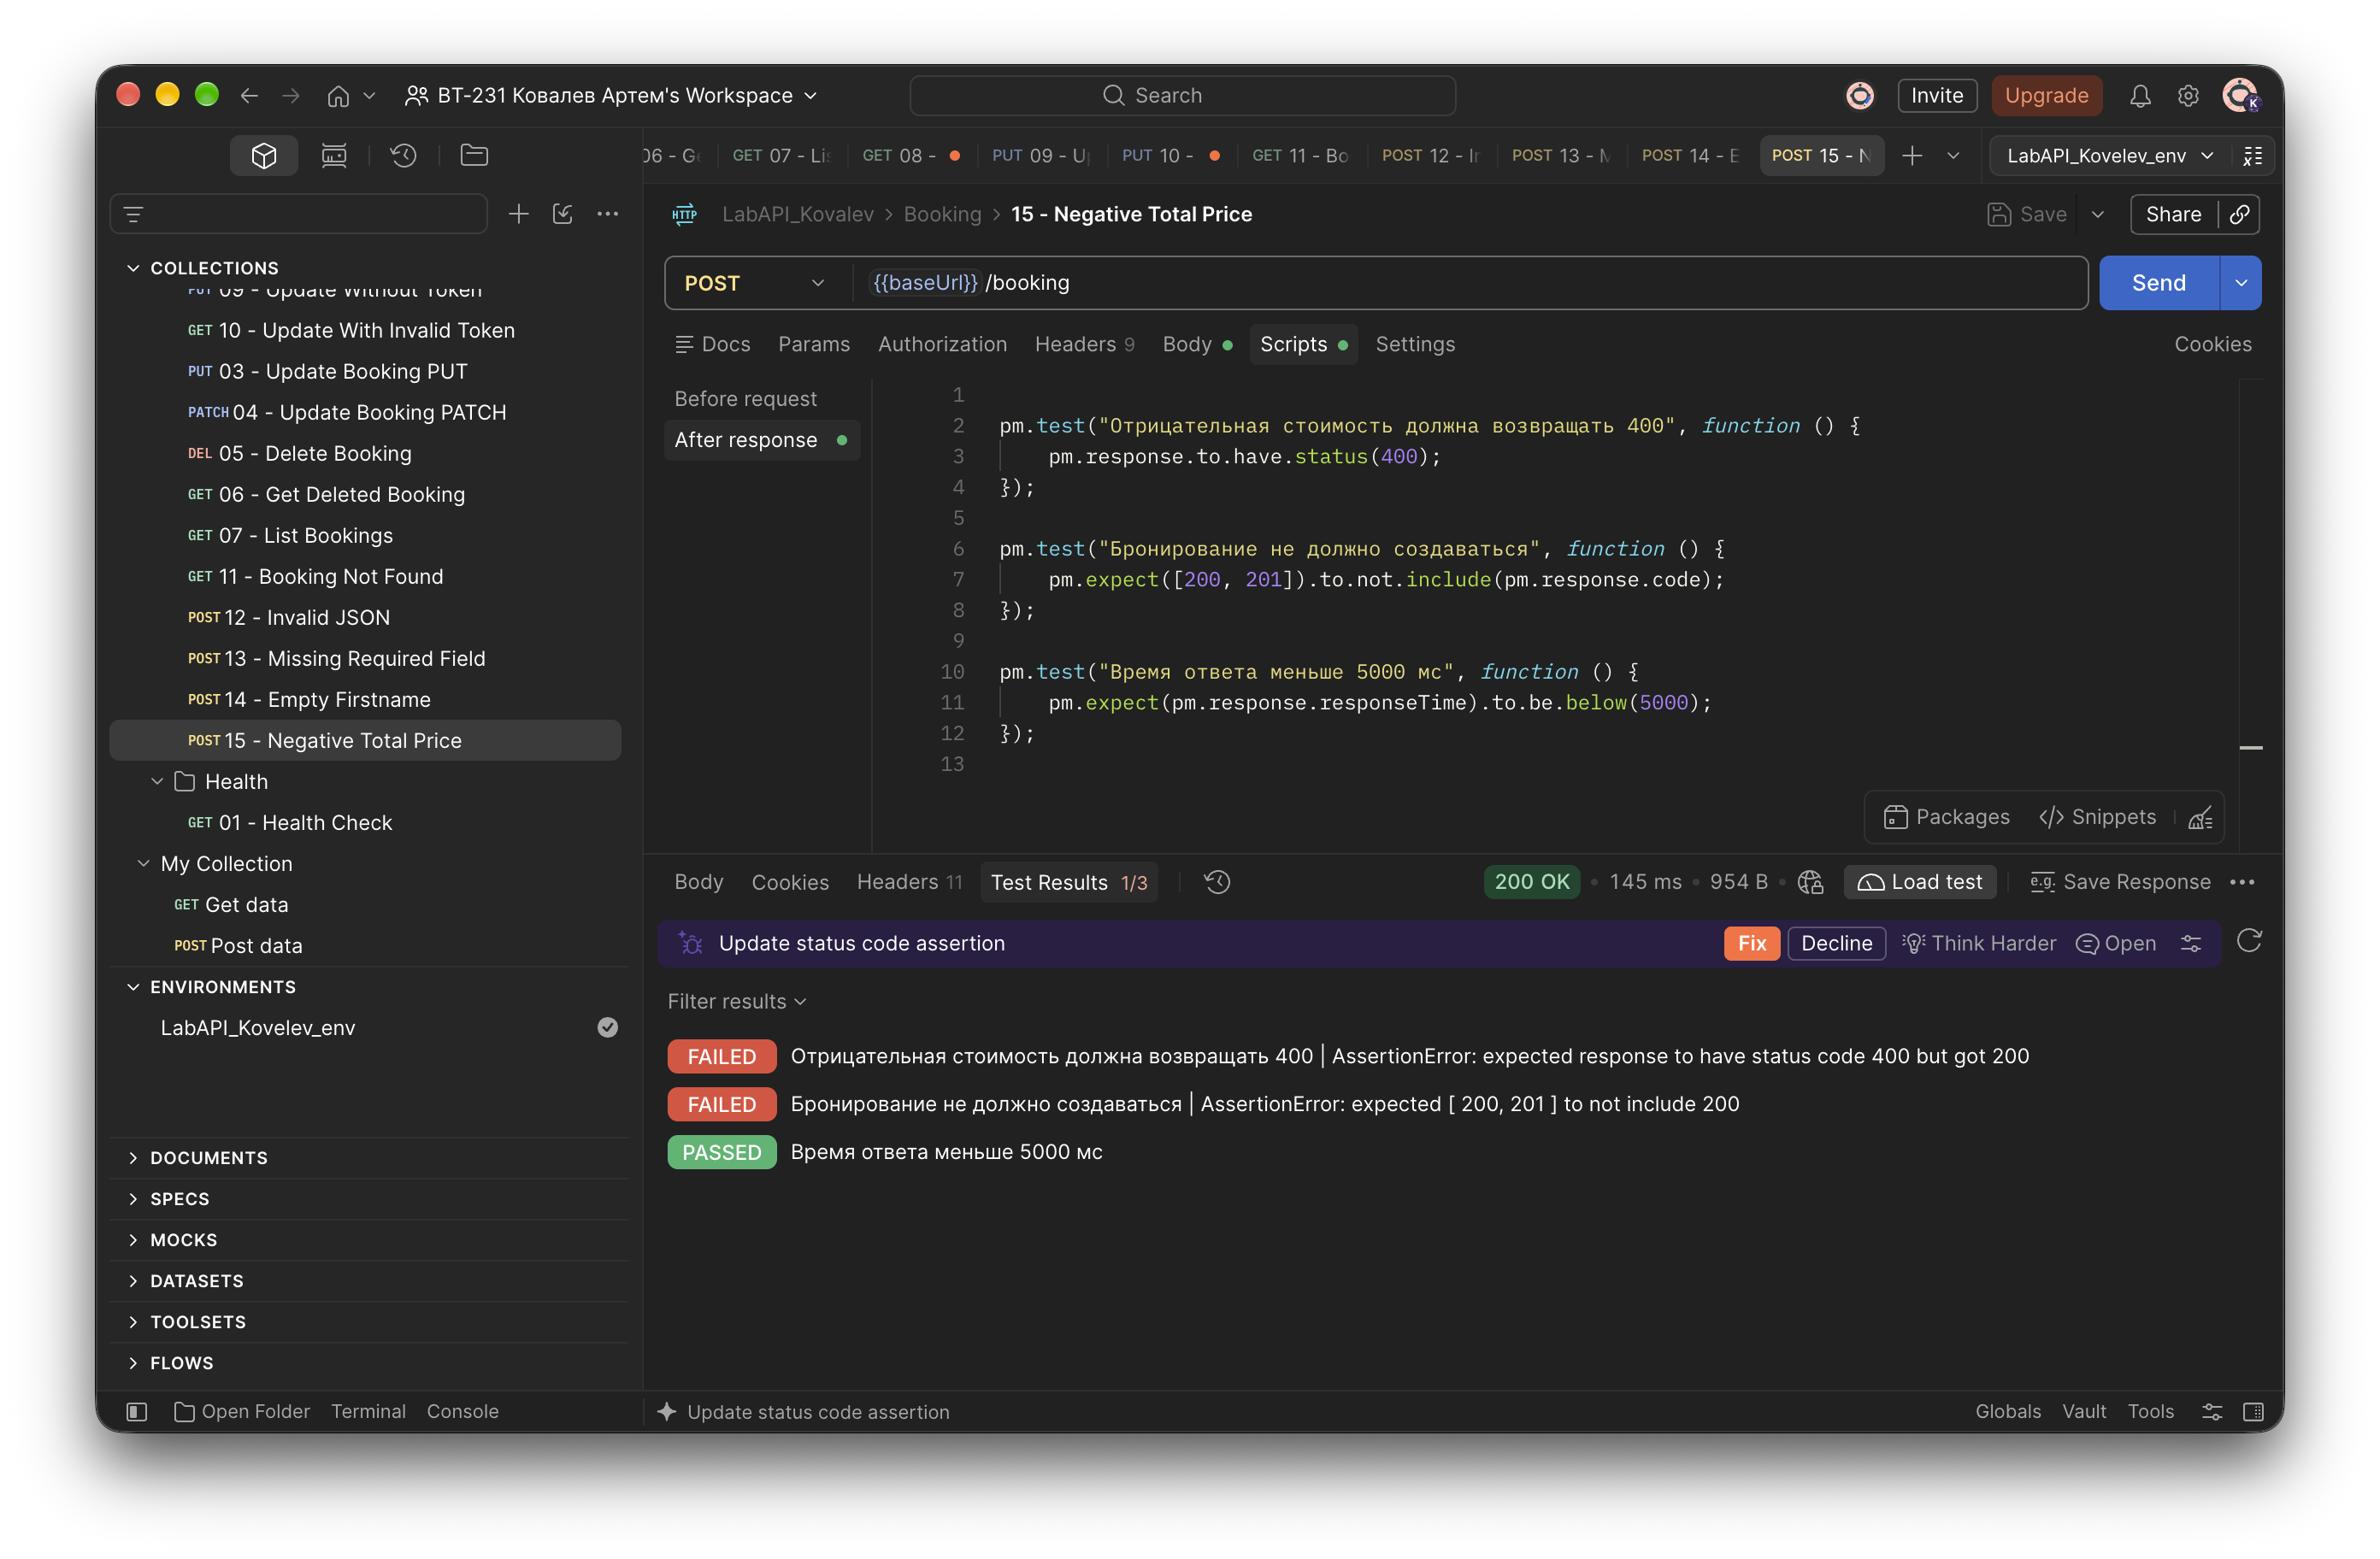 BT-231 Ковалев Артем's Workspace
Search
Invite
Upgrade
K
06 - Ge
GET 07 - Lis
GET 08 -
PUT 09 - U
PUT 10 -
GET 11 - Bo
POST 12 - In
POST 13 - M
POST 14 - E
POST 15 - N
LabAPI_Kovelev_env
COLLECTIONS
PUT 09 - Update Without Token
GET 10 - Update With Invalid Token
PUT 03 - Update Booking PUT
PATCH 04 - Update Booking PATCH
DEL 05 - Delete Booking
GET 06 - Get Deleted Booking
GET 07 - List Bookings
GET 11 - Booking Not Found
POST 12 - Invalid JSON
POST 13 - Missing Required Field
POST 14 - Empty Firstname
POST 15 - Negative Total Price
Health
GET 01 - Health Check
My Collection
GET Get data
POST Post data
ENVIRONMENTS
LabAPI_Kovelev_env
DOCUMENTS
SPECS
MOCKS
DATASETS
TOOLSETS
FLOWS
HTTP LabAPI_Kovalev > Booking > 15 - Negative Total Price
Save
Share
POST
{{baseUrl}} /booking
Send
Docs Params Authorization Headers 9 Body Scripts Settings
Cookies
Before request
After response
1
2 pm.test("Отрицательная стоимость должна возвращать 400", function () {
3 pm.response.to.have.status(400);
4 });
5
6 pm.test("Бронирование не должно создаваться", function () {
7 pm.expect([200, 201]).to.not.include(pm.response.code);
8 });
9
10 pm.test("Время ответа меньше 5000 мс", function () {
11 pm.expect(pm.response.responseTime).to.be.below(5000);
12 });
13
Packages
</> Snippets
Body Cookies Headers 11 Test Results 1/3
200 OK • 145 ms • 954 B •
Load test
e.g. Save Response
Update status code assertion
Fix
Decline
Think Harder
Open
Filter results
FAILED Отрицательная стоимость должна возвращать 400 | AssertionError: expected response to have status code 400 but got 200
FAILED Бронирование не должно создаваться | AssertionError: expected [ 200, 201 ] to not include 200
PASSED Время ответа меньше 5000 мс
Open Folder Terminal Console
Update status code assertion
Globals Vault Tools